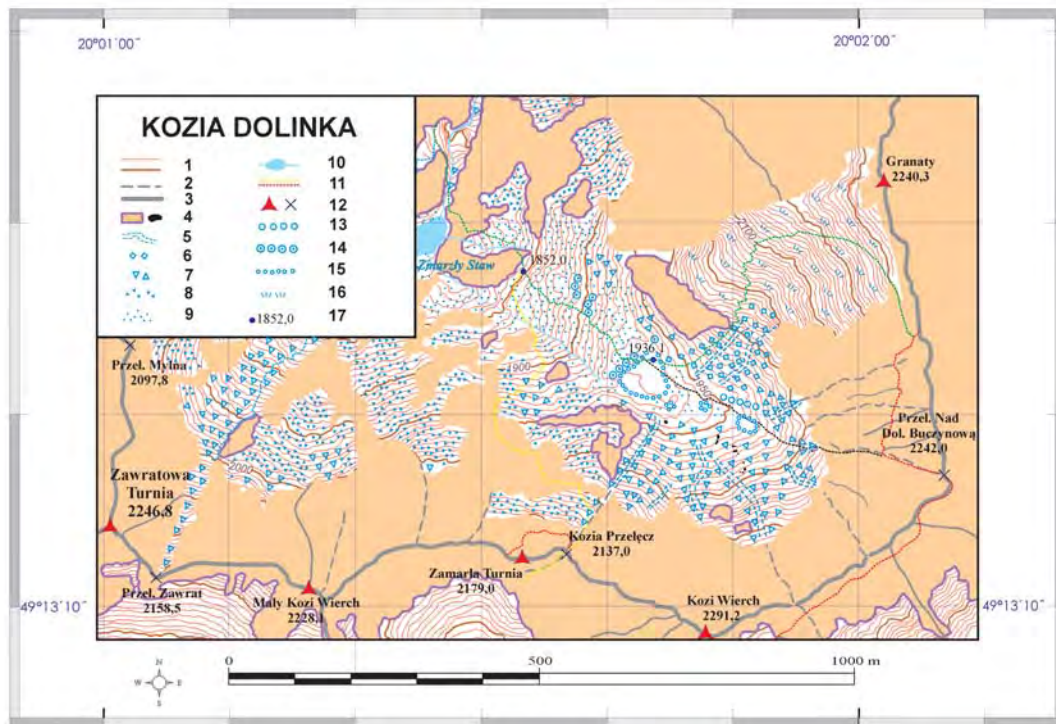 20°01'00"
20°02'00"
KOZIA DOLINKA
1
2
3
4
5
6
7
8
9
10
11
12
13
14
15
16
1852,0
17
Granaty
2240,3
2100
Zmarzły Staw
1852,0
1936,1
1900
1950
Przeł. Mylna
2097,8
2000
Zawratowa
Turnia
2246,8
Przeł. Nad
Dol. Buczynową
2242,0
Kozia Przełęcz
2137,0
Zamarła Turnia
2179,0
Przeł. Zawrat
2158,5
Mały Kozi Wierch
2228,1
Kozi Wierch
2291,2
49°13'10
49°13'10
N
W
E
S
0
500
1000 m